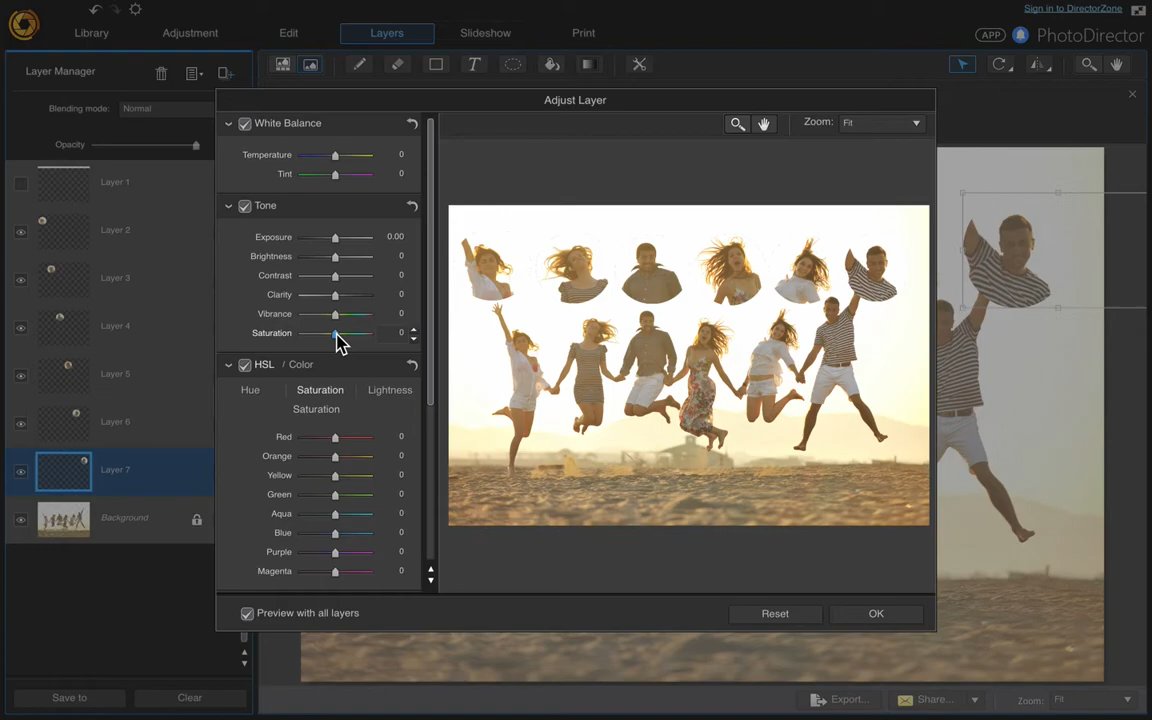 Sign in to DirectorZone
Library Adjustment Edit Layers Slideshow Print
APP PhotoDirector
Layer Manager
Blending mode: Normal
Opacity
Layer 1
Layer 2
Layer 3
Layer 4
Layer 5
Layer 6
Layer 7
Background
Save to Clear
Adjust Layer
White Balance
Temperature 0
Tint 0
Tone
Exposure 0.00
Brightness 0
Contrast 0
Clarity 0
Vibrance 0
Saturation 0
HSL / Color
Hue Saturation Lightness
Saturation
Red 0
Orange 0
Yellow 0
Green 0
Aqua 0
Blue 0
Purple 0
Magenta 0
Zoom: Fit
Preview with all layers
Reset OK
Export... Share... Zoom: Fit